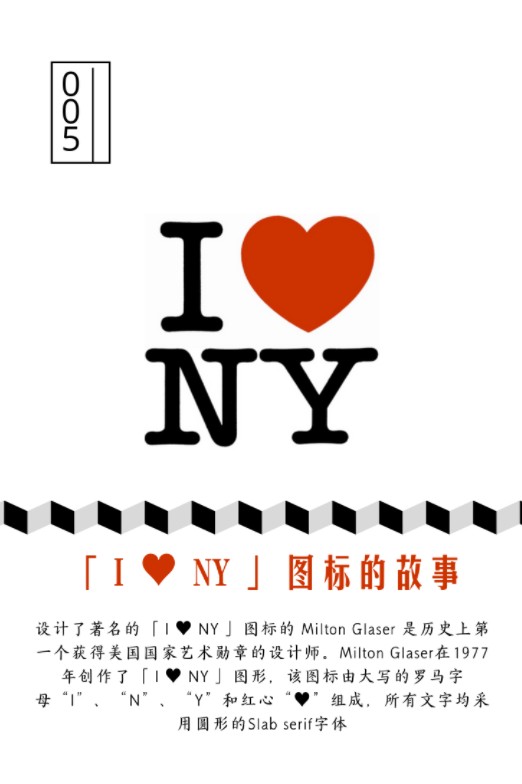 005
I ♥
NY
「I ♥ NY 」图标的故事
设计了著名的「I ♥ NY 」图标的 Milton Glaser 是历史上第
一个获得美国国家艺术勋章的设计师。Milton Glaser在1977
年创作了「I ♥ NY 」图形，该图标由大写的罗马字
母“I”、“N”、“Y”和红心“♥”组成，所有文字均采
用圆形的Slab serif字体